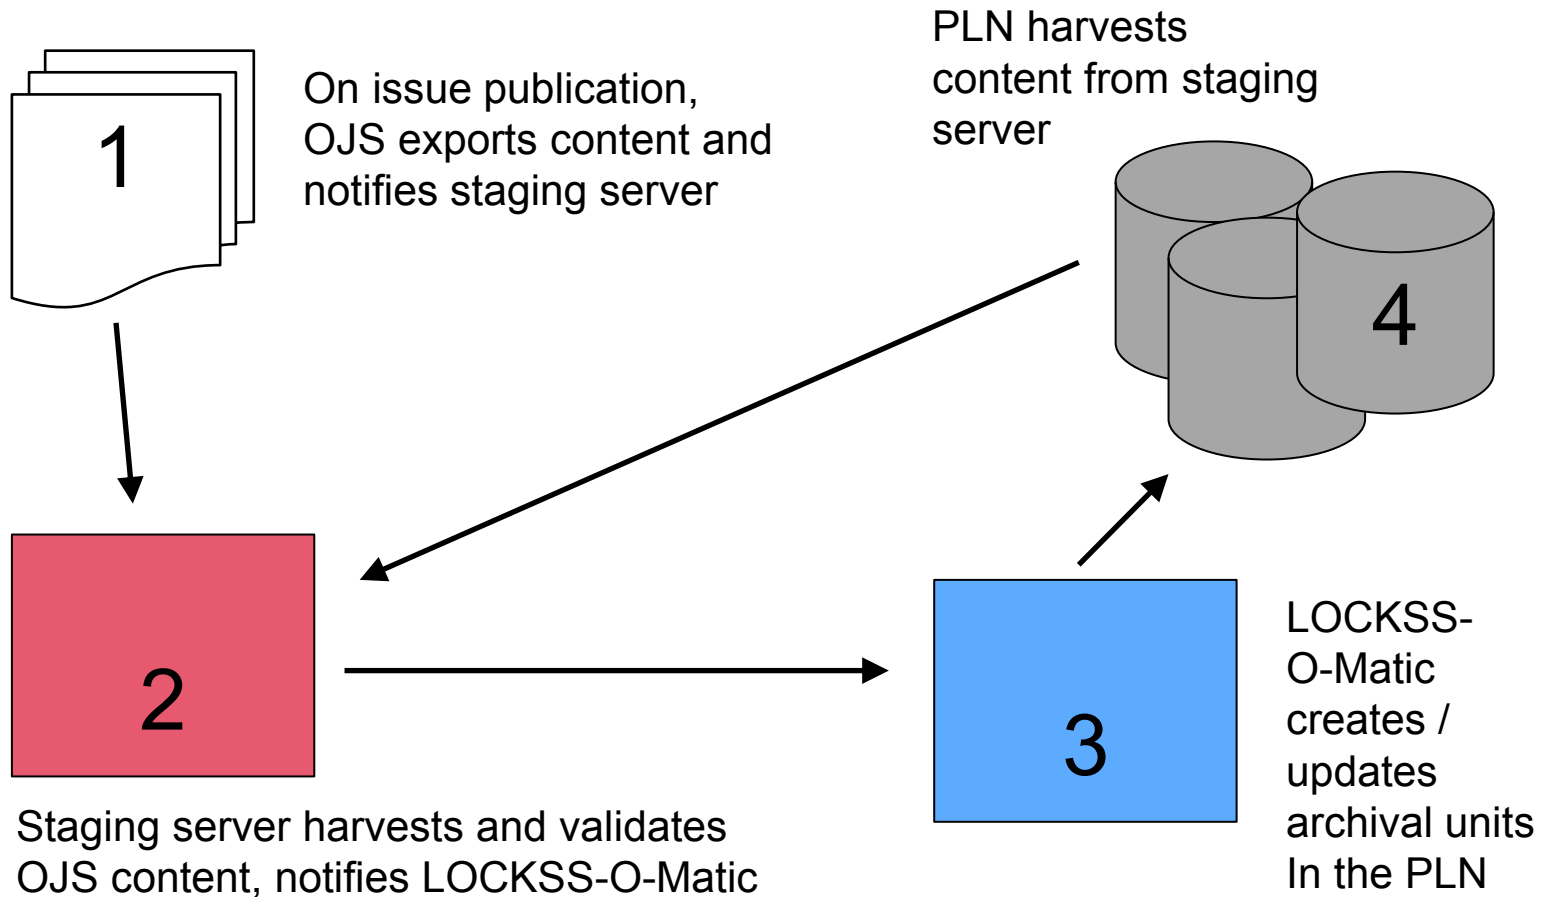 1
On issue publication,
OJS exports content and
notifies staging server
PLN harvests
content from staging
server
4
2
Staging server harvests and validates
OJS content, notifies LOCKSS-O-Matic
3
LOCKSS-
O-Matic
creates /
updates
archival units
In the PLN